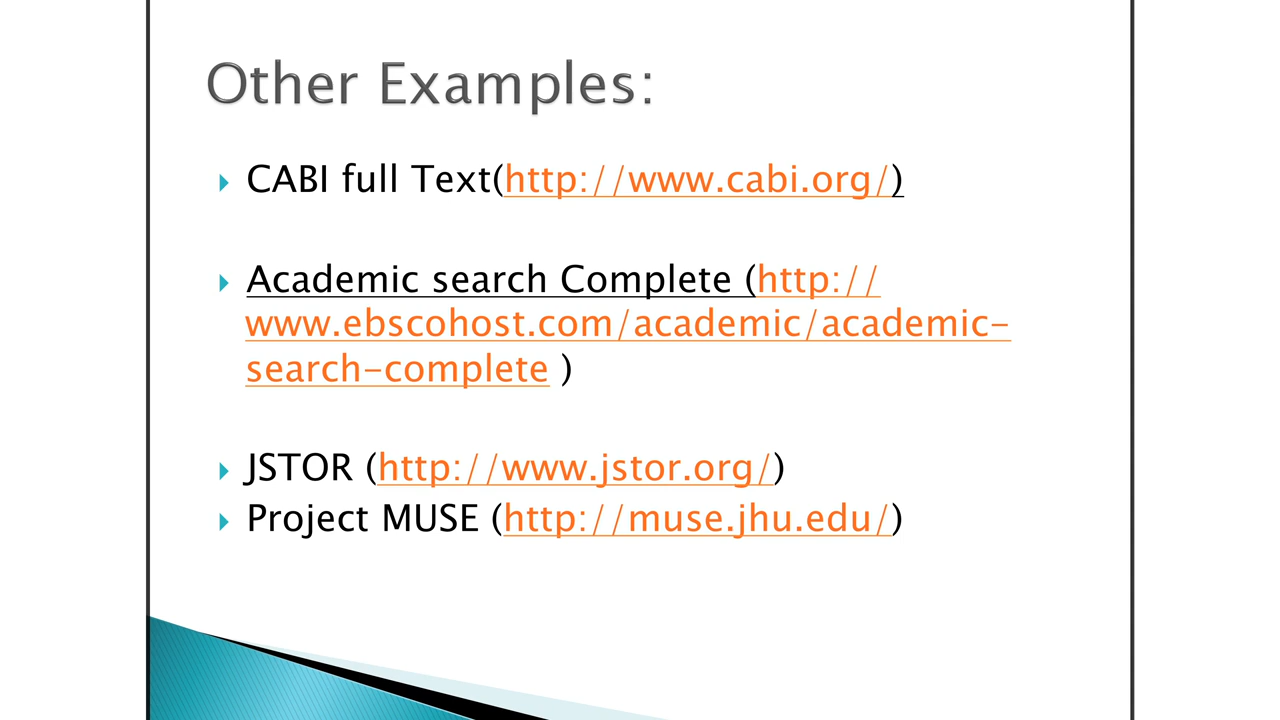 Other Examples:
CABI full Text(http://www.cabi.org/)
Academic search Complete (http://
www.ebscohost.com/academic/academic-
search-complete )
JSTOR (http://www.jstor.org/)
Project MUSE (http://muse.jhu.edu/)